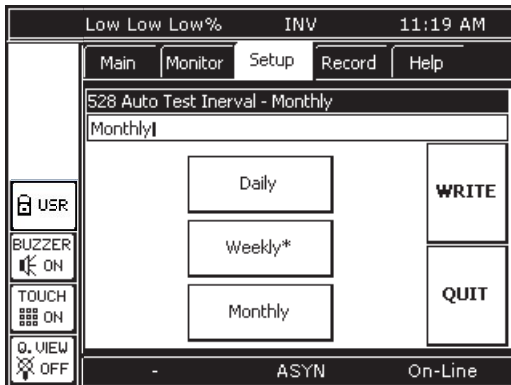 Low Low Low% INV 11:19 AM
Main Monitor Setup Record Help
528 Auto Test Inerval - Monthly
Monthly
Daily
Weekly*
Monthly
WRITE
QUIT
USR
BUZZER
ON
TOUCH
ON
Q. VIEW
OFF
- ASYN On-Line